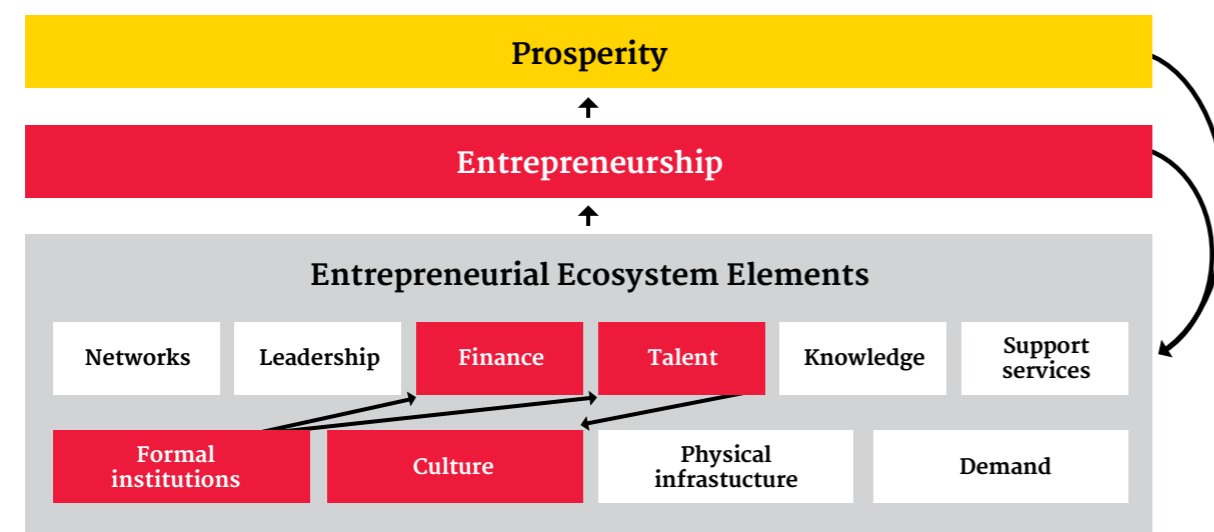 Prosperity
Entrepreneurship
Entrepreneurial Ecosystem Elements
Networks
Leadership
Finance
Talent
Knowledge
Support
services
Formal
institutions
Culture
Physical
infrastucture
Demand